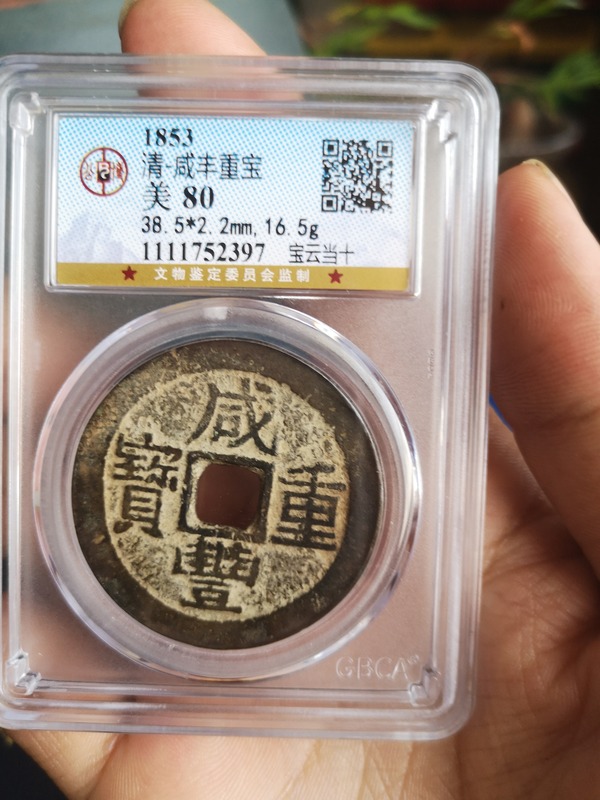 1853
清·咸丰重宝
美 80
38.5*2.2mm,16.5g
1111752397 宝云当十
★ 文物鉴定委员会监制 ★
咸
寶 重
豐
GBCA